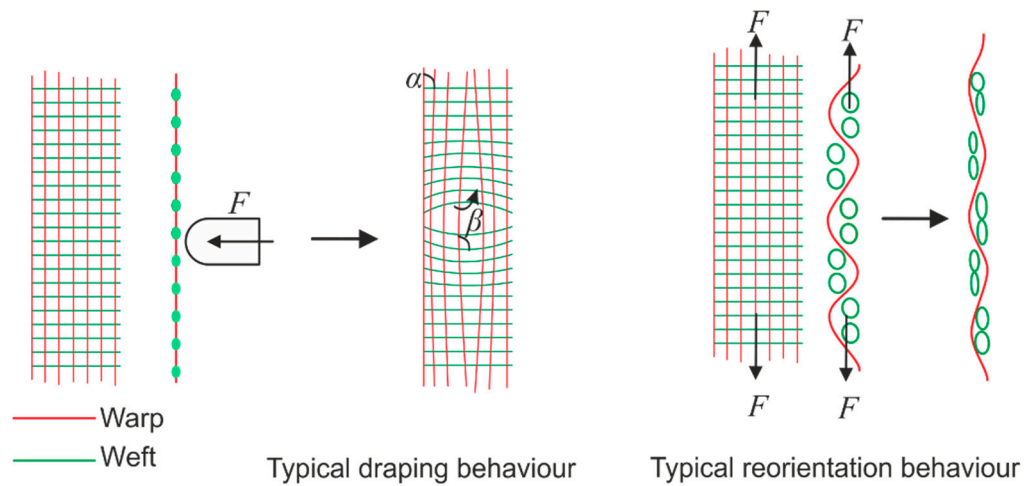 F
F
α
F
β
F
F
Warp
Weft
Typical draping behaviour
Typical reorientation behaviour